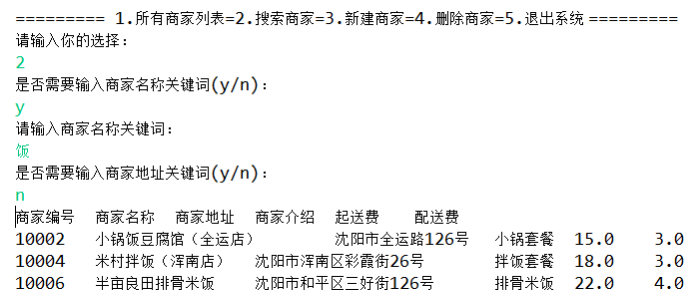 ========= 1.所有商家列表=2.搜索商家=3.新建商家=4.删除商家=5.退出系统 =========
请输入你的选择：
2
是否需要输入商家名称关键词(y/n)：
y
请输入商家名称关键词：
饭
是否需要输入商家地址关键词(y/n)：
n
商家编号 商家名称 商家地址 商家介绍 起送费 配送费
10002 小锅饭豆腐馆（全运店） 沈阳市全运路126号 小锅套餐 15.0 3.0
10004 米村拌饭（浑南店） 沈阳市浑南区彩霞街26号 拌饭套餐 18.0 3.0
10006 半亩良田排骨米饭 沈阳市和平区三好街126号 排骨米饭 22.0 4.0